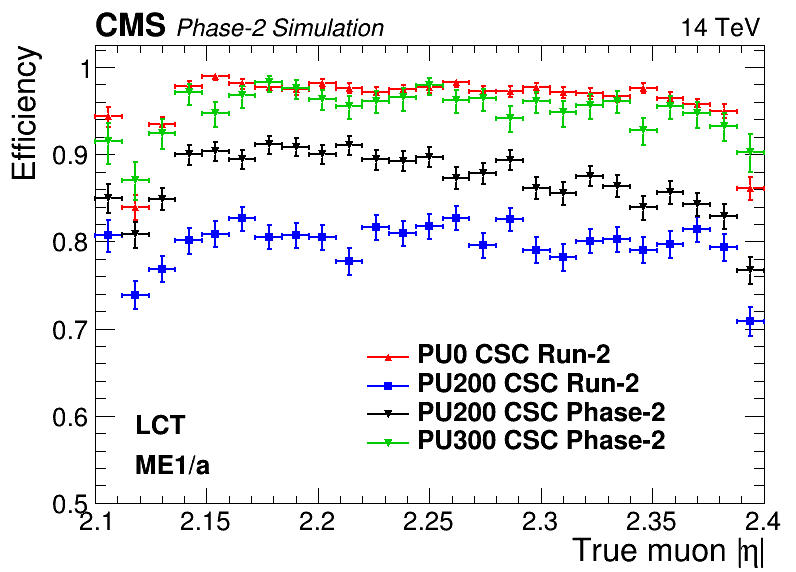 CMS Phase-2 Simulation 14 TeV
Efficiency
1
0.9
0.8
0.7
0.6
0.5
PU0 CSC Run-2
PU200 CSC Run-2
PU200 CSC Phase-2
PU300 CSC Phase-2
LCT
ME1/a
2.1 2.15 2.2 2.25 2.3 2.35 2.4
True muon |η|